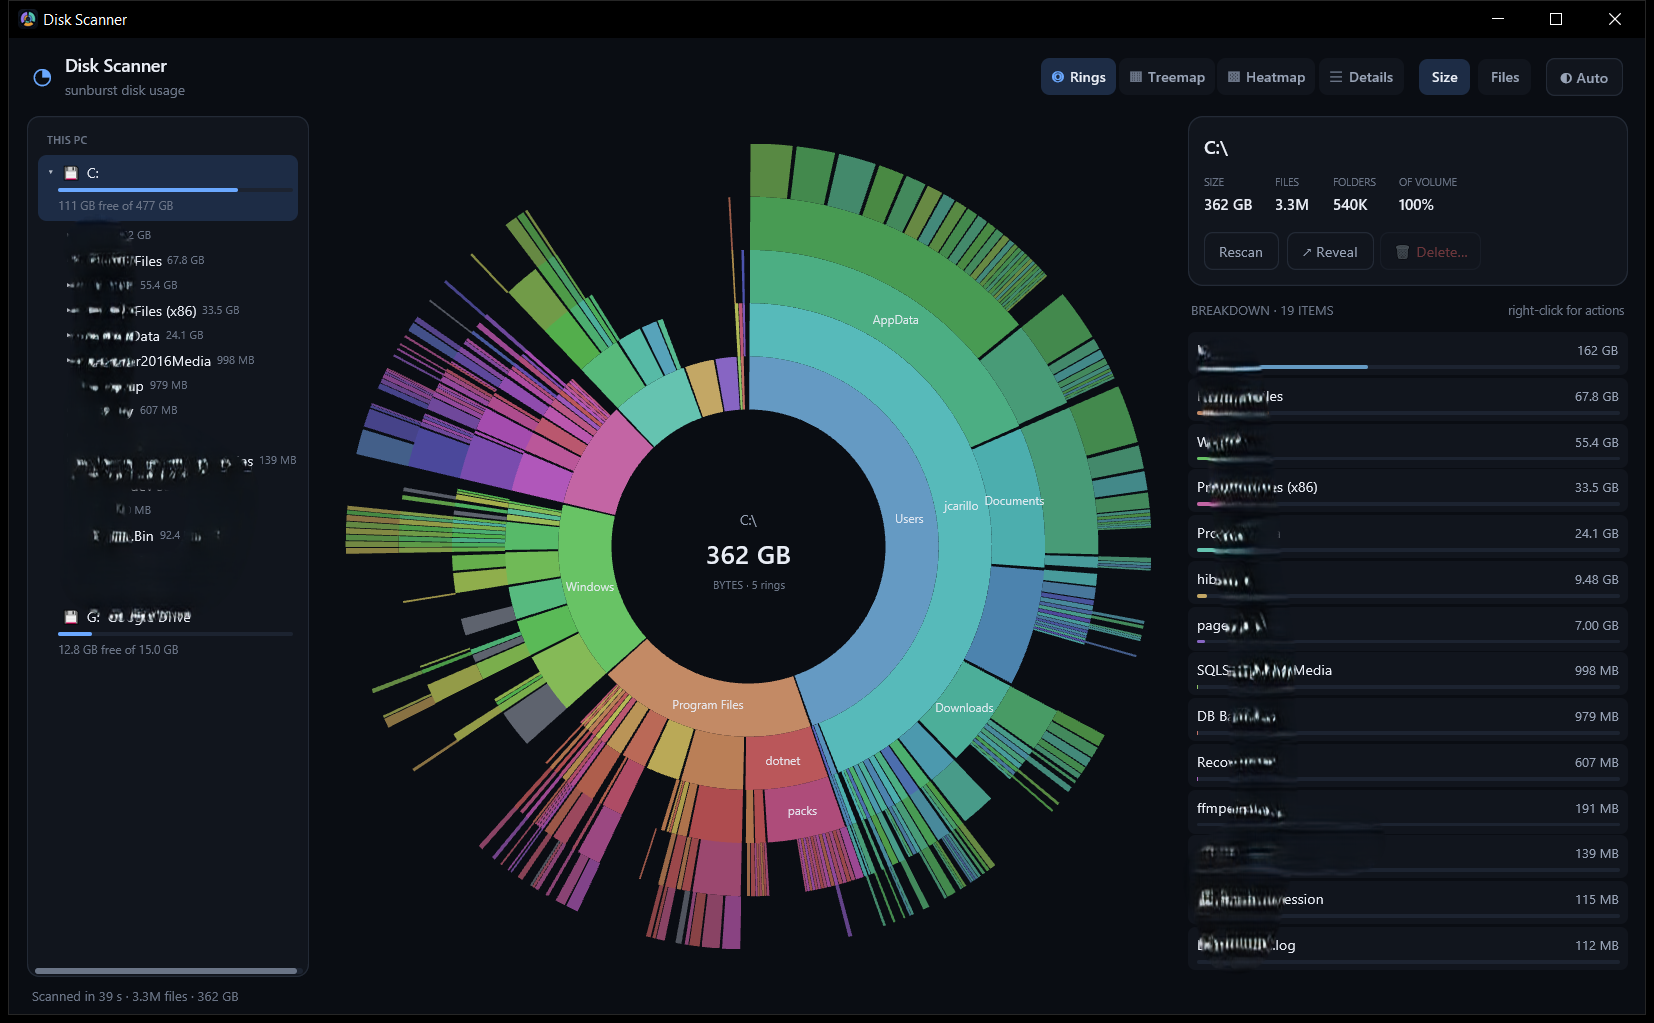 Disk Scanner
Disk Scanner
sunburst disk usage
Rings Treemap Heatmap Details Size Files Auto
THIS PC
C:
111 GB free of 477 GB
2 GB
Files 67.8 GB
55.4 GB
Files (x86) 33.5 GB
Data 24.1 GB
2016Media 998 MB
up 979 MB
607 MB
139 MB
MB
.Bin 92.4
G:
12.8 GB free of 15.0 GB
Scanned in 39 s · 3.3M files · 362 GB
AppData
Users
jcarillo
Documents
Downloads
Windows
Program Files
dotnet
packs
C:\
362 GB
BYTES · 5 rings
C:\
SIZE FILES FOLDERS OF VOLUME
362 GB 3.3M 540K 100%
Rescan Reveal Delete...
BREAKDOWN · 19 ITEMS right-click for actions
162 GB
67.8 GB
55.4 GB
(x86) 33.5 GB
24.1 GB
9.48 GB
7.00 GB
Media 998 MB
DB 979 MB
607 MB
191 MB
139 MB
115 MB
.log 112 MB